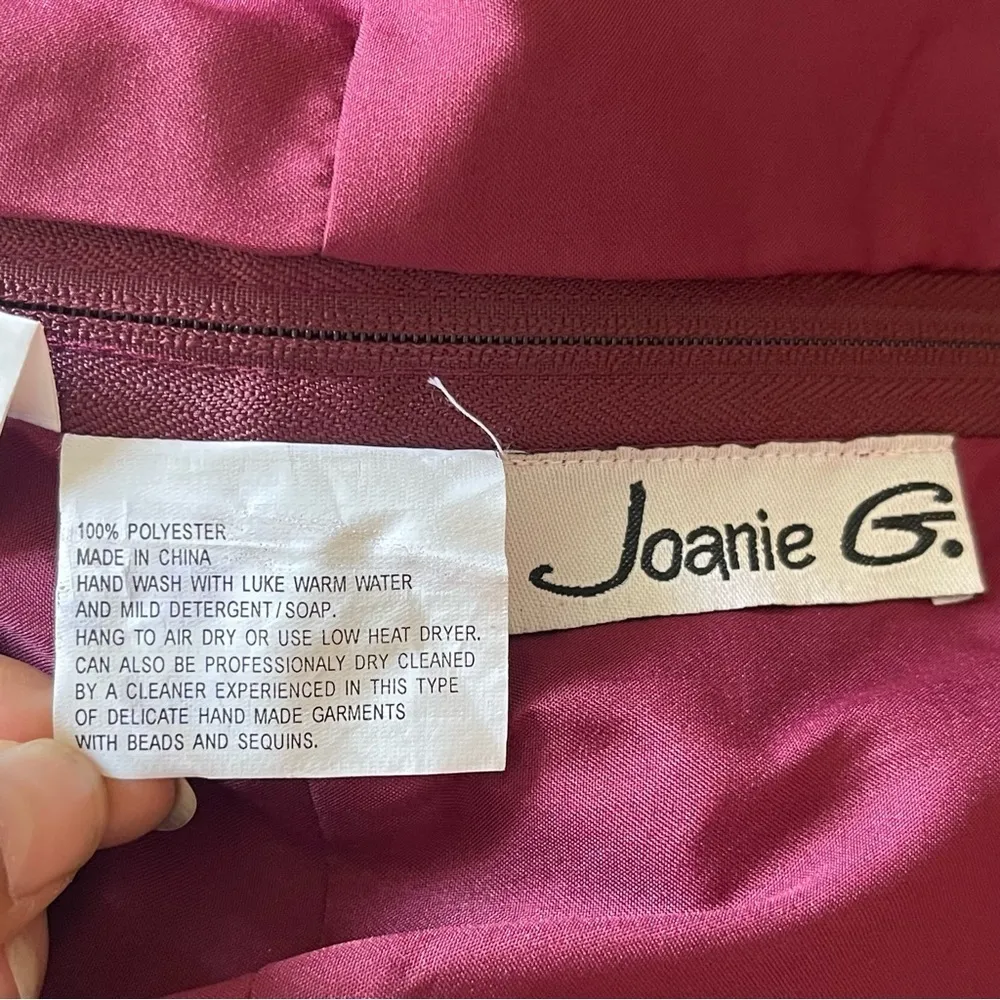 100% POLYESTER
MADE IN CHINA
HAND WASH WITH LUKE WARM WATER
AND MILD DETERGENT/SOAP.
HANG TO AIR DRY OR USE LOW HEAT DRYER.
CAN ALSO BE PROFESSIONALY DRY CLEANED
BY A CLEANER EXPERIENCED IN THIS TYPE
OF DELICATE HAND MADE GARMENTS
WITH BEADS AND SEQUINS.
Joanie G.